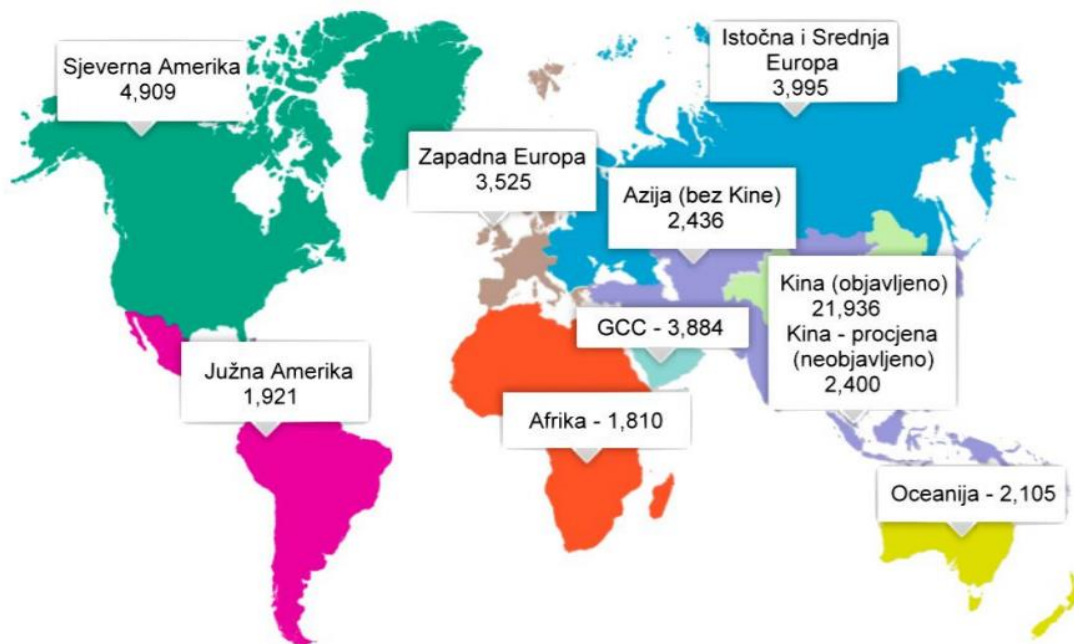 Sjeverna Amerika
4,909
Istočna i Srednja
Europa
3,995
Zapadna Europa
3,525
Azija (bez Kine)
2,436
Kina (objavljeno)
21,936
Kina - procjena
(neobjavljeno)
2,400
GCC - 3,884
Južna Amerika
1,921
Afrika - 1,810
Oceanija - 2,105